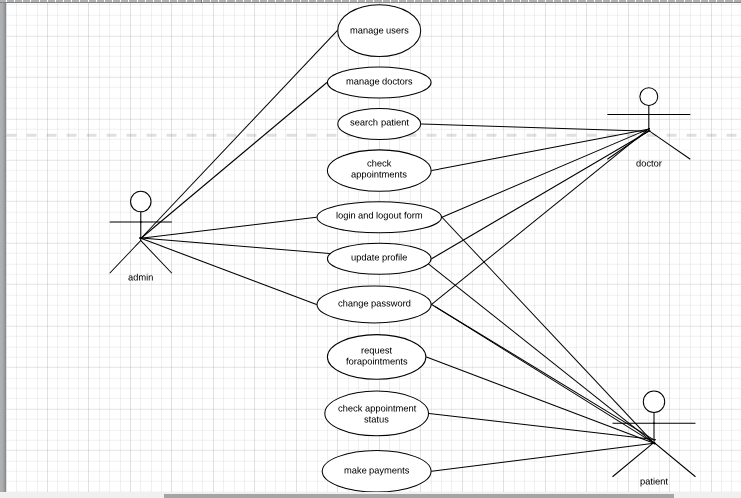 manage users
manage doctors
search patient
check
appointments
doctor
login and logout form
update profile
admin
change password
request
forapointments
check appointment
status
make payments
patient